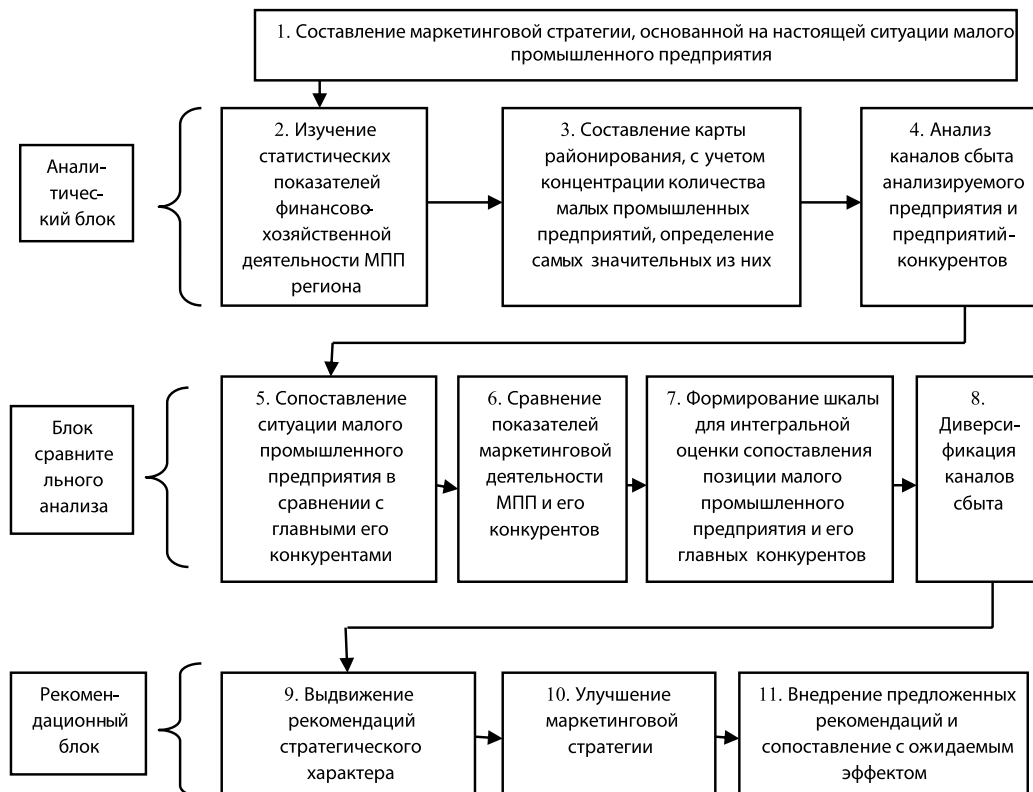 1. Составление маркетинговой стратегии, основанной на настоящей ситуации малого
промышленного предприятия
Анали-
тичес-
кий блок
2. Изучение
статистических
показателей
финансово-
хозяйственной
деятельности МПП
региона
3. Составление карты
районирования, с учетом
концентрации количества
малых промышленных
предприятий, определение
самых значительных из них
4. Анализ
каналов сбыта
анализируемого
предприятия и
предприятий-
конкурентов
Блок
сравните
льного
анализа
5. Сопоставление
ситуации малого
промышленного
предприятия в
сравнении с
главными его
конкурентами
6. Сравнение
показателей
маркетинговой
деятельности
МПП и его
конкурентов
7. Формирование шкалы
для интегральной
оценки сопоставления
позиции малого
промышленного
предприятия и его
главных конкурентов
8.
Диверси-
фикация
каналов
сбыта
Рекомен-
дационный
блок
9. Выдвижение
рекомендаций
стратегического
характера
10. Улучшение
маркетинговой
стратегии
11. Внедрение предложенных
рекомендаций и
сопоставление с ожидаемым
эффектом